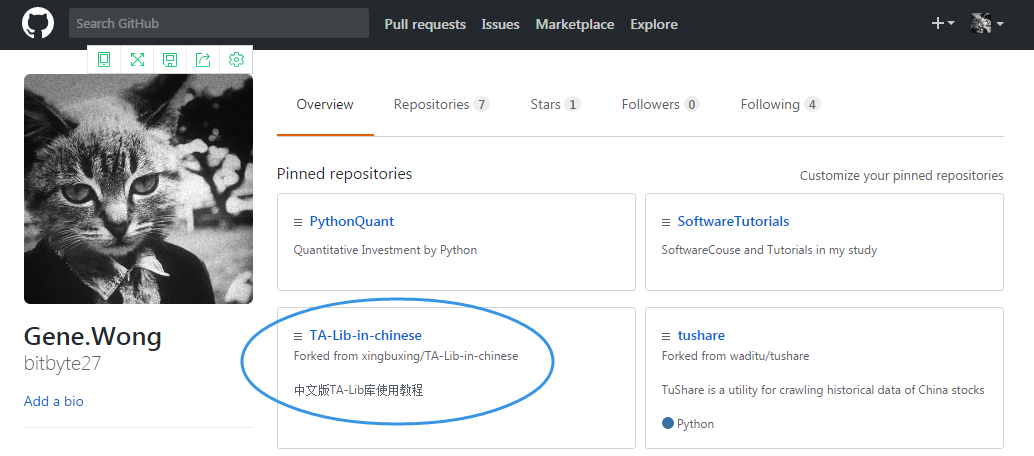 Search GitHub
Pull requests
Issues
Marketplace
Explore
Overview
Repositories 7
Stars 1
Followers 0
Following 4
Pinned repositories
Customize your pinned repositories
PythonQuant
Quantitative Investment by Python
SoftwareTutorials
SoftwareCouse and Tutorials in my study
TA-Lib-in-chinese
Forked from xingbuxing/TA-Lib-in-chinese
中文版TA-Lib库使用教程
tushare
Forked from waditu/tushare
TuShare is a utility for crawling historical data of China stocks
Python
Gene.Wong
bitbyte27
Add a bio